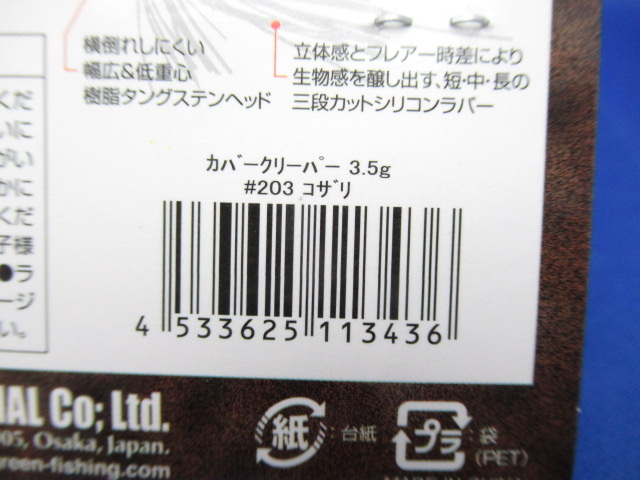 横倒れしにくい
幅広&低重心
樹脂タングステンヘッド
立体感とフレアー時差により
生物感を醸し出す、短・中・長の
三段カットシリコンラバー
くだ
いに
がい
かに
くだ
子様
●ラ
ージ
い。
ｶﾊﾞｰｸﾘｰﾊﾟｰ 3.5g
#203 ｺｻﾞﾘ
4 533625 113436
NAL Co; Ltd.
005, Osaka, Japan.
reen-fishing.com
紙 : 台紙
プラ : 袋
(PET)